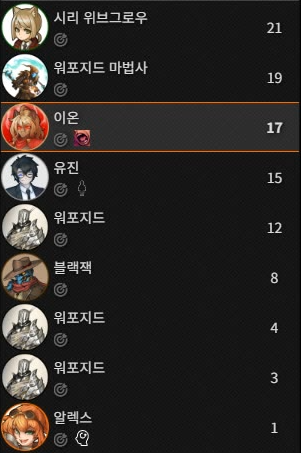 시리 위브그로우 21
워포지드 마법사 19
이온 17
유진 15
워포지드 12
블랙잭 8
워포지드 4
워포지드 3
알렉스 1